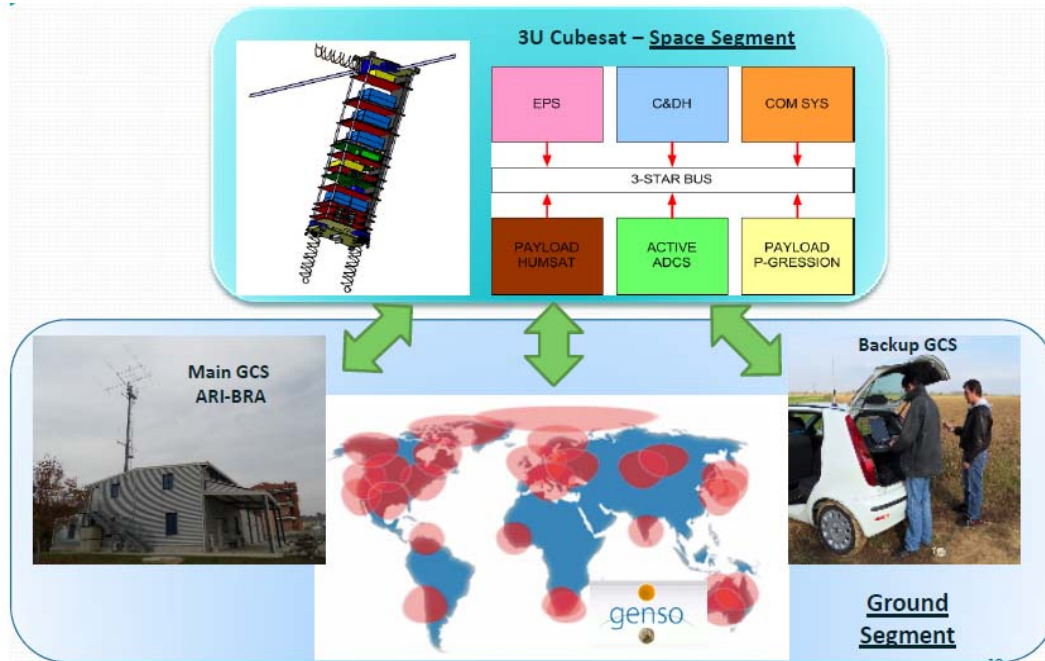 3U Cubesat – Space Segment
EPS
C&DH
COM SYS
3-STAR BUS
PAYLOAD
HUMSAT
ACTIVE
ADCS
PAYLOAD
P-GRESSION
Main GCS
ARI-BRA
Backup GCS
genso
Ground
Segment